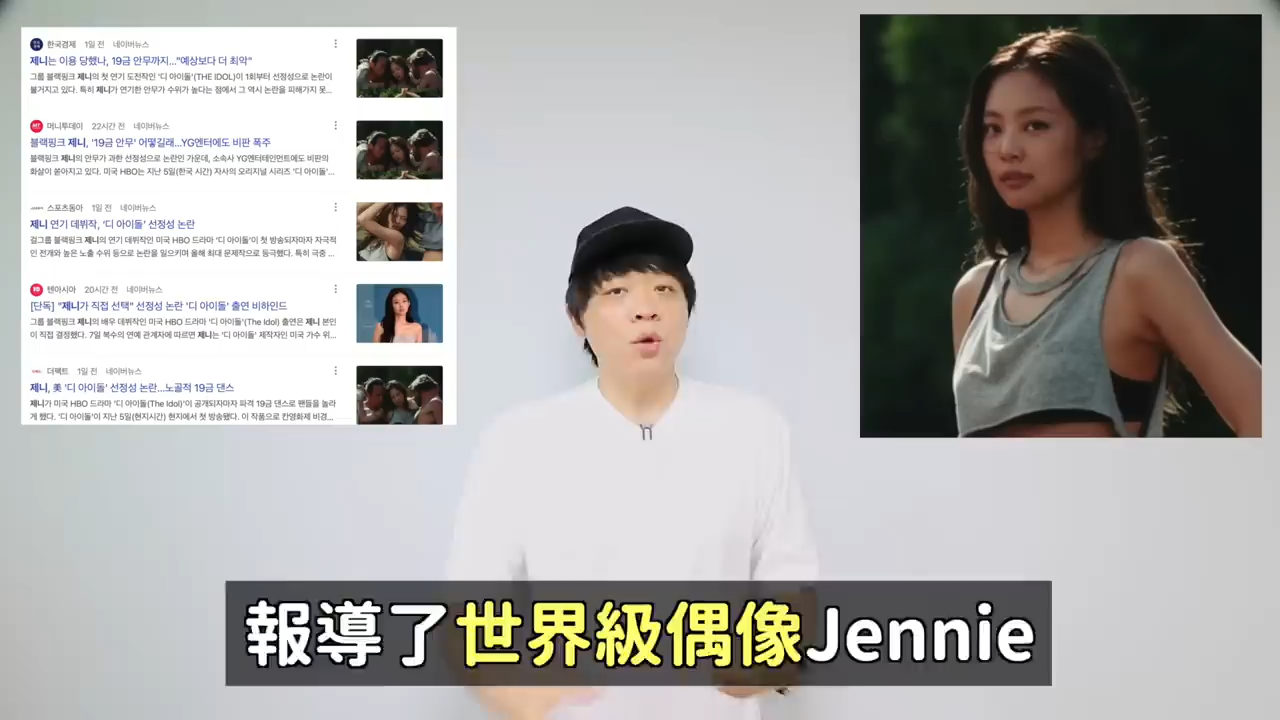 한국경제 1일 전 네이버뉴스
제니는 이용 당했나, 19금 안무까지..."예상보다 더 최악"
그룹 블랙핑크 제니의 첫 연기 도전작인 '디 아이돌'(THE IDOL)이 1회부터 선정성으로 논란이
불거지고 있다. 특히 제니가 연기한 안무가 수위가 높다는 점에서 그 역시 논란을 피해가지 못...
머니투데이 22시간 전 네이버뉴스
블랙핑크 제니, '19금 안무' 어떻길래...YG엔터에도 비판 폭주
블랙핑크 제니의 안무가 과한 선정성으로 논란인 가운데, 소속사 YG엔터테인먼트에도 비판의
화살이 쏟아지고 있다. 미국 HBO는 지난 5일(한국 시간) 자사의 오리지널 시리즈 '디 아이돌'...
스포츠동아 1일 전 네이버뉴스
제니 연기 데뷔작, '디 아이돌' 선정성 논란
걸그룹 블랙핑크 제니의 연기 데뷔작인 미국 HBO 드라마 '디 아이돌'이 첫 방송되자마자 자극적
인 전개와 높은 노출 수위 등으로 논란을 일으키며 올해 최대 문제작으로 등극했다. 특히 극중 ...
텐아시아 20시간 전 네이버뉴스
[단독] "제니가 직접 선택" 선정성 논란 '디 아이돌' 출연 비하인드
그룹 블랙핑크 제니의 배우 데뷔작인 미국 HBO 드라마 '디 아이돌'(The Idol) 출연은 제니 본인
이 직접 결정했다. 7일 복수의 연예 관계자에 따르면 제니는 '디 아이돌' 제작자인 미국 가수 위...
더팩트 1일 전 네이버뉴스
제니, 美 '디 아이돌' 선정성 논란...노골적 19금 댄스
제니가 미국 HBO 드라마 '디 아이돌(The Idol)'이 공개되자마자 파격 19금 댄스로 팬들을 놀라
게 했다. '디 아이돌'이 지난 5일(현지시간) 현지에서 첫 방송됐다. 이 작품으로 칸영화제 비경...
報導了世界級偶像Jennie